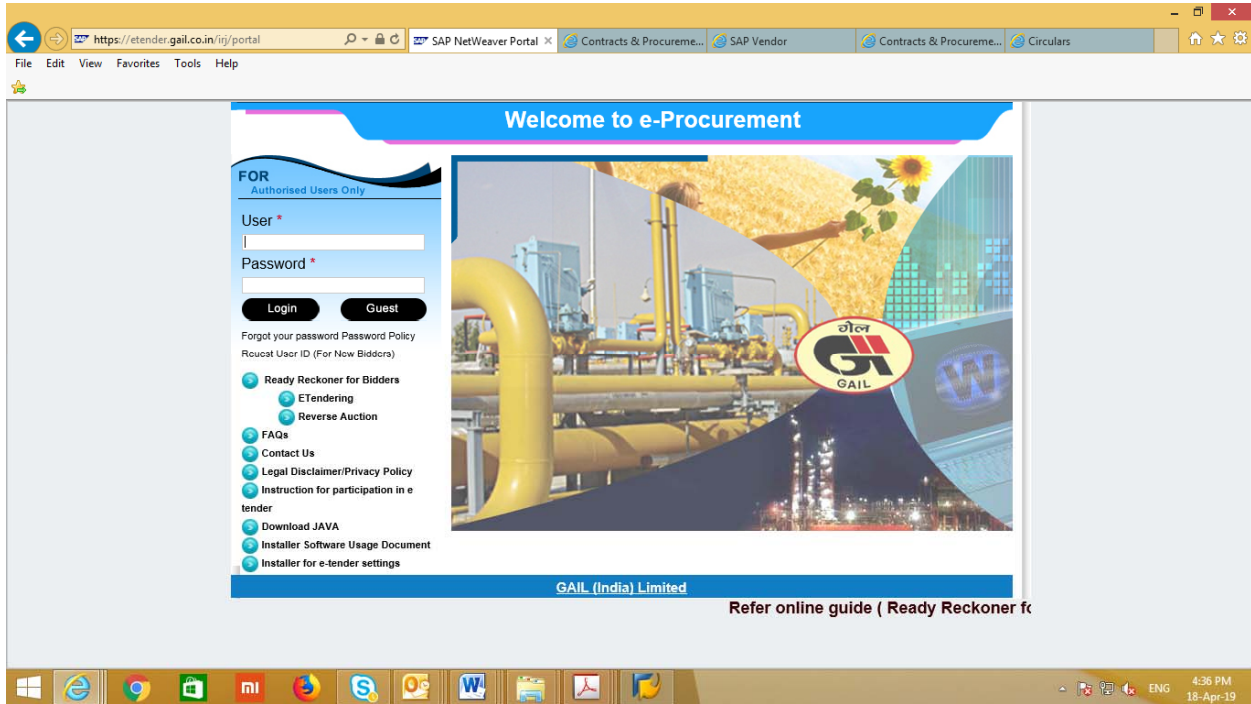 https://etender.gail.co.in/irj/portal
SAP NetWeaver Portal
Contracts & Procureme...
SAP Vendor
Contracts & Procureme...
Circulars
File Edit View Favorites Tools Help
Welcome to e-Procurement
FOR
Authorised Users Only
User *
Password *
Login Guest
Forgot your password Password Policy
Request User ID (For New Bidders)
Ready Reckoner for Bidders
ETendering
Reverse Auction
FAQs
Contact Us
Legal Disclaimer/Privacy Policy
Instruction for participation in e
tender
Download JAVA
Installer Software Usage Document
Installer for e-tender settings
गेल
GAIL
W
GAIL (India) Limited
Refer online guide ( Ready Reckoner fo
ENG
4:36 PM
18-Apr-19